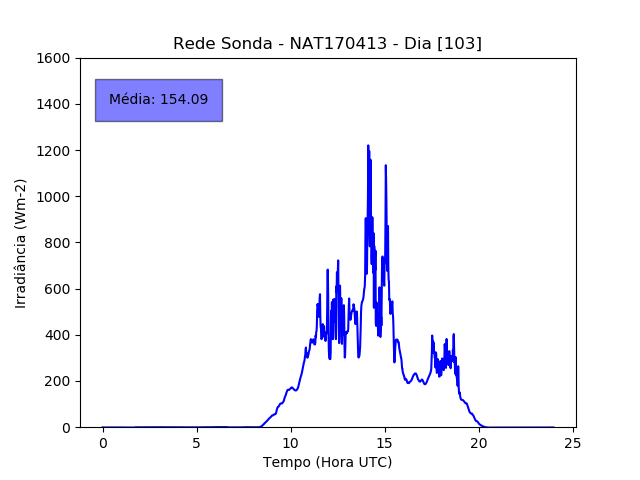 Rede Sonda - NAT170413 - Dia [103]
1600
1400
1200
1000
800
600
400
200
0
Irradiância (Wm-2)
Média: 154.09
0 5 10 15 20 25
Tempo (Hora UTC)